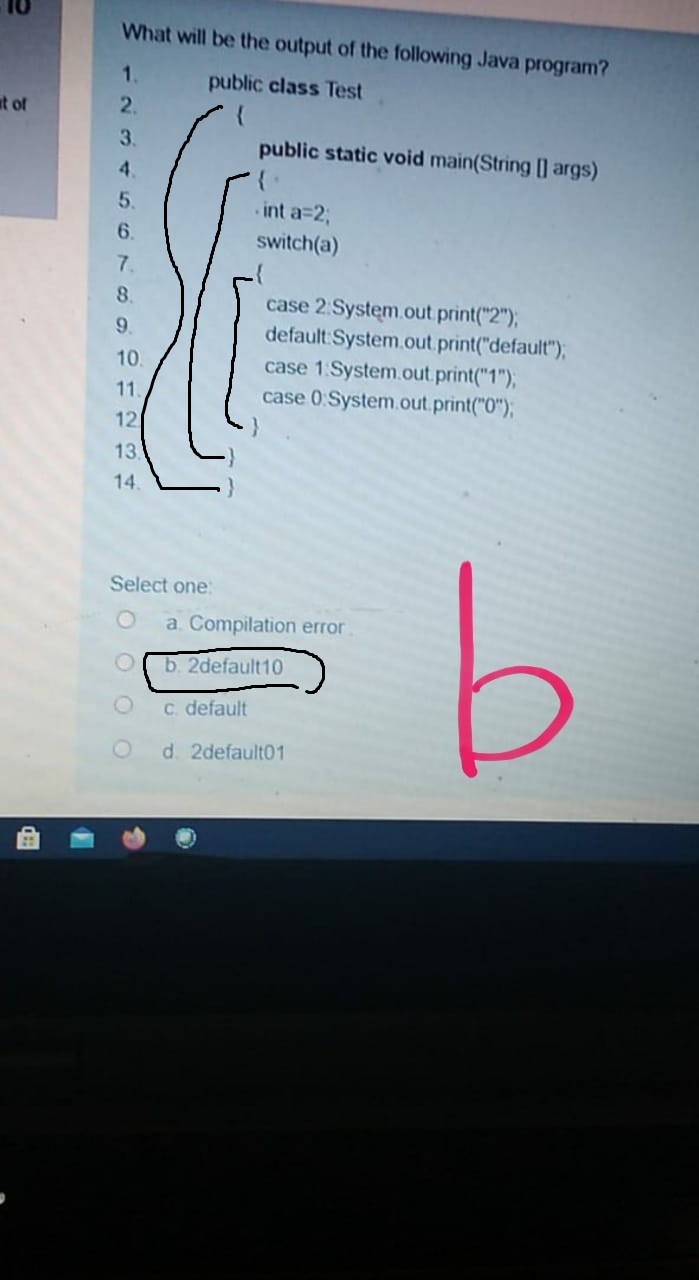 10
t of
What will be the output of the following Java program?
1. public class Test
2. {
3. public static void main(String [] args)
4. {
5. int a=2;
6. switch(a)
7. {
8. case 2:System.out.print("2");
9. default:System.out.print("default");
10. case 1:System.out.print("1");
11. case 0:System.out.print("0");
12. }
13. }
14. }
Select one:
a. Compilation error
b. 2default10
c. default
d. 2default01
b